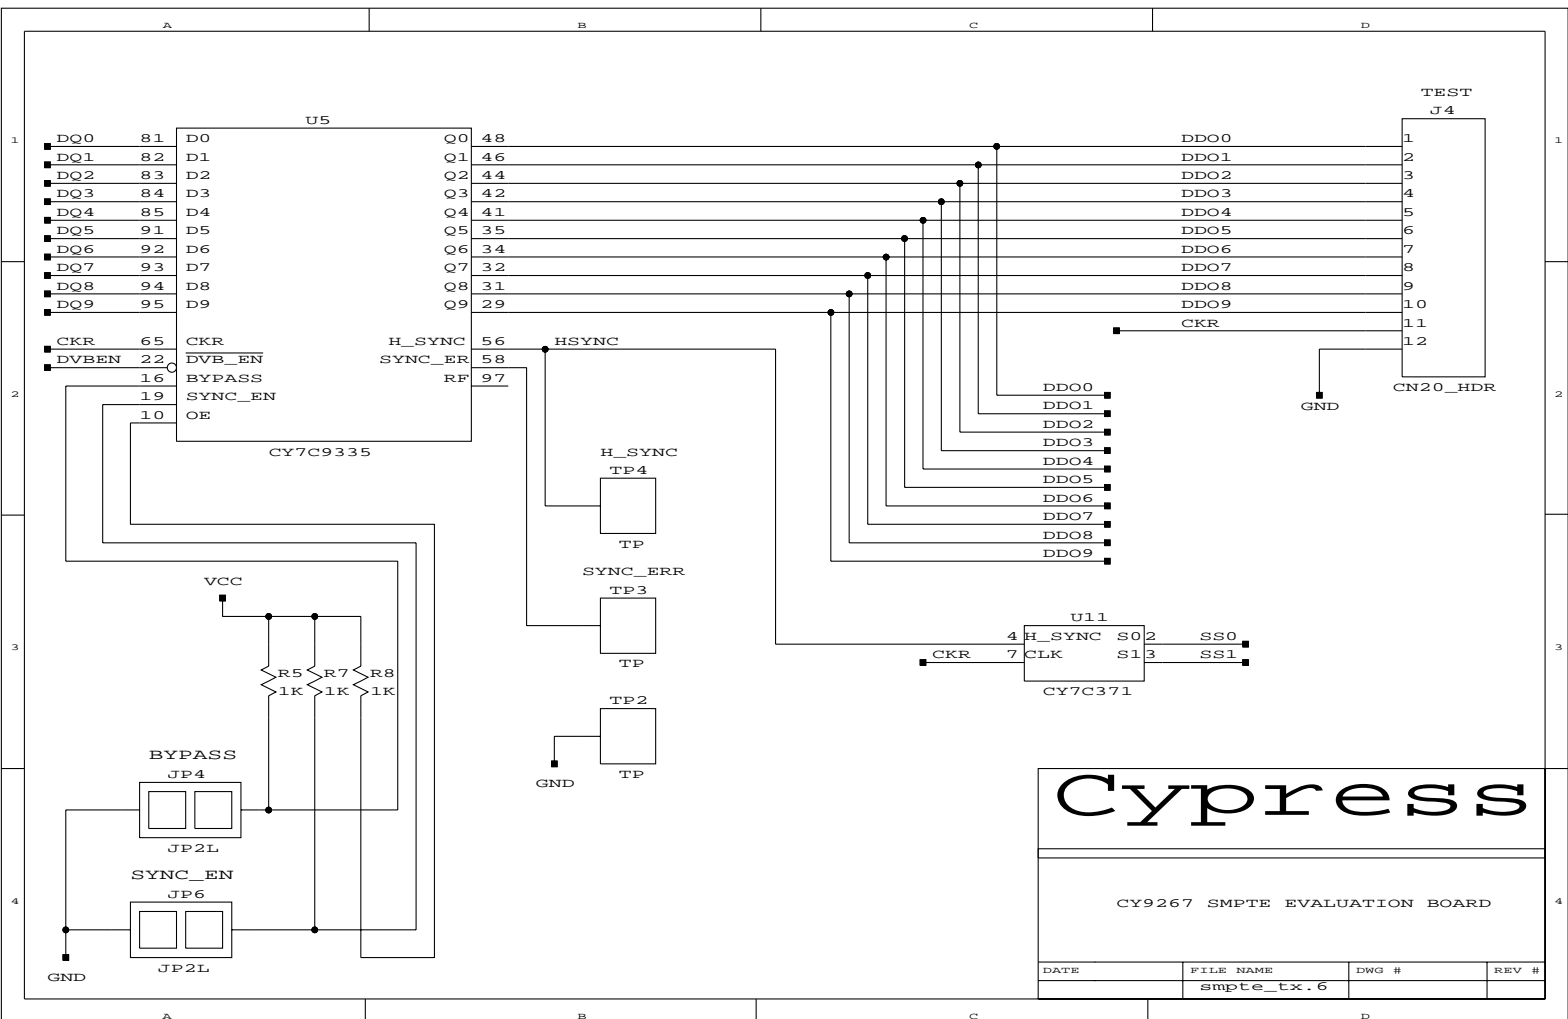 A B C D
TEST
U5 J4
1 DQ0 81 D0 Q0 48 DDO0 1 1
DQ1 82 D1 Q1 46 DDO1 2
DQ2 83 D2 Q2 44 DDO2 3
DQ3 84 D3 Q3 42 DDO3 4
DQ4 85 D4 Q4 41 DDO4 5
DQ5 91 D5 Q5 35 DDO5 6
DQ6 92 D6 Q6 34 DDO6 7
DQ7 93 D7 Q7 32 DDO7 8
DQ8 94 D8 Q8 31 DDO8 9
DQ9 95 D9 Q9 29 DDO9 10
CKR 11
CKR 65 CKR H_SYNC 56 HSYNC 12
DVBEN 22 DVB_EN SYNC_ER 58
16 BYPASS RF 97
2 19 SYNC_EN DDO0 CN20_HDR 2
10 OE DDO1 GND
DDO2
CY7C9335 H_SYNC DDO3
TP4 DDO4
DDO5
DDO6
DDO7
TP DDO8
DDO9
VCC SYNC_ERR
TP3
U11
3 4 H_SYNC S0 2 SS0 3
CKR 7 CLK S1 3 SS1
TP
R5 R7 R8
1K 1K 1K CY7C371
TP2
BYPASS
JP4 TP
GND
Cypress
JP2L
SYNC_EN
JP6
4 CY9267 SMPTE EVALUATION BOARD 4
JP2L
GND
DATE FILE NAME DWG # REV #
smpte_tx.6
A B C D